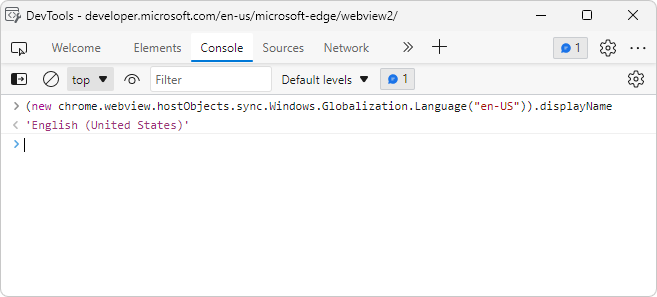 DevTools - developer.microsoft.com/en-us/microsoft-edge/webview2/
Welcome Elements Console Sources Network 1
top Filter Default levels 1
(new chrome.webview.hostObjects.sync.Windows.Globalization.Language("en-US")).displayName
'English (United States)'